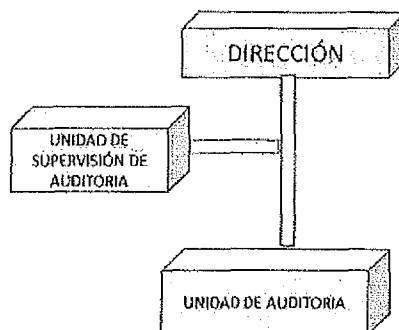 DIRECCIÓN
UNIDAD DE
SUPERVISIÓN DE
AUDITORIA
UNIDAD DE AUDITORIA